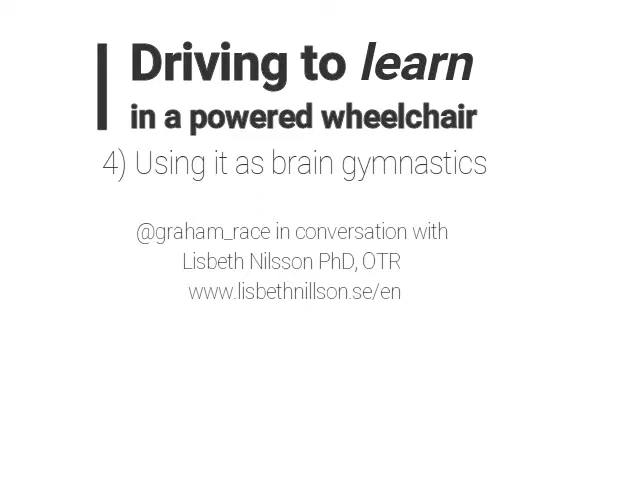 Driving to learn
in a powered wheelchair
4) Using it as brain gymnastics
@graham_race in conversation with
Lisbeth Nilsson PhD, OTR
www.lisbethnillson.se/en